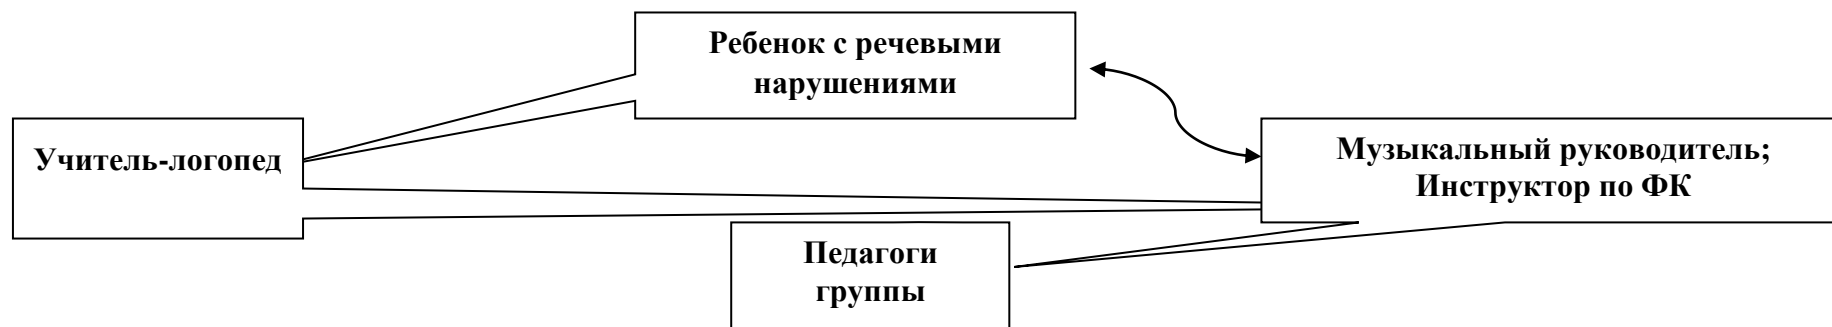 Ребенок с речевыми
нарушениями
Учитель-логопед
Музыкальный руководитель;
Инструктор по ФК
Педагоги
группы